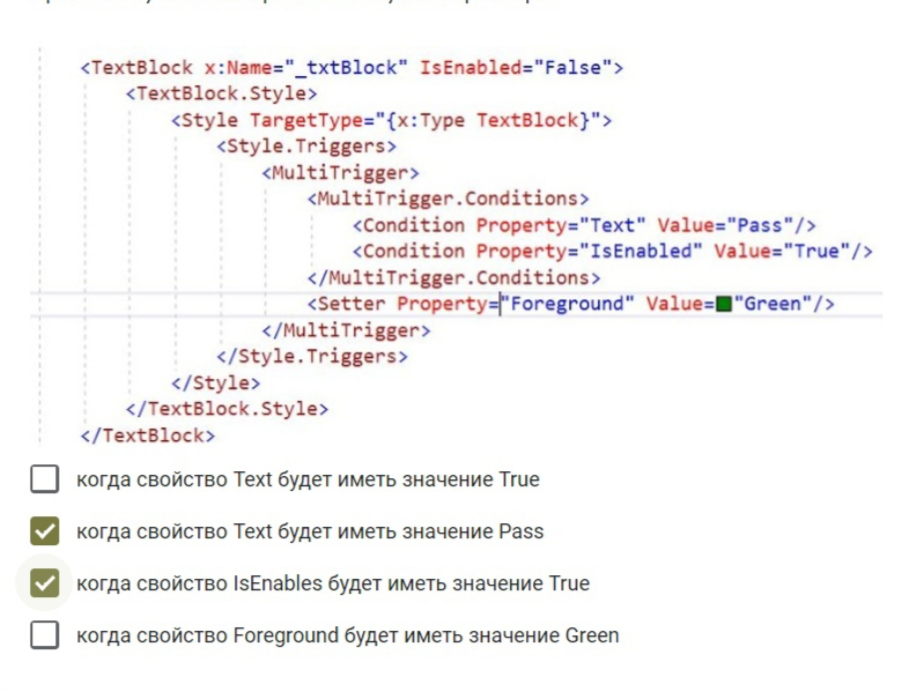 <TextBlock x:Name="_txtBlock" IsEnabled="False">
<TextBlock.Style>
<Style TargetType="{x:Type TextBlock}">
<Style.Triggers>
<MultiTrigger>
<MultiTrigger.Conditions>
<Condition Property="Text" Value="Pass"/>
<Condition Property="IsEnabled" Value="True"/>
</MultiTrigger.Conditions>
<Setter Property="Foreground" Value="Green"/>
</MultiTrigger>
</Style.Triggers>
</Style>
</TextBlock.Style>
</TextBlock>
когда свойство Text будет иметь значение True
когда свойство Text будет иметь значение Pass
когда свойство IsEnables будет иметь значение True
когда свойство Foreground будет иметь значение Green